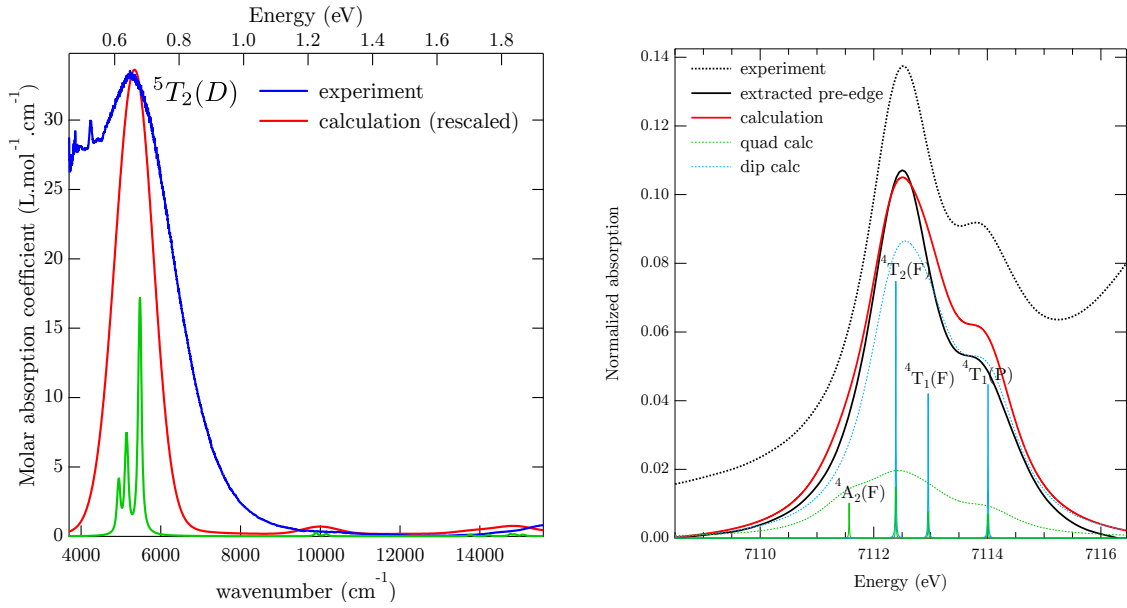 Energy (eV)
0.6 0.8 1.0 1.2 1.4 1.6 1.8
⁵T₂(D)
experiment
calculation (rescaled)
Molar absorption coefficient (L.mol⁻¹.cm⁻¹)
30
25
20
15
10
5
0
4000 6000 8000 10000 12000 14000
wavenumber (cm⁻¹)
experiment
extracted pre-edge
calculation
quad calc
dip calc
Normalized absorption
0.14
0.12
0.10
0.08
0.06
0.04
0.02
0.00
⁴T₂(F)
⁴T₁(F)
⁴T₁(P)
⁴A₂(F)
7110 7112 7114 7116
Energy (eV)